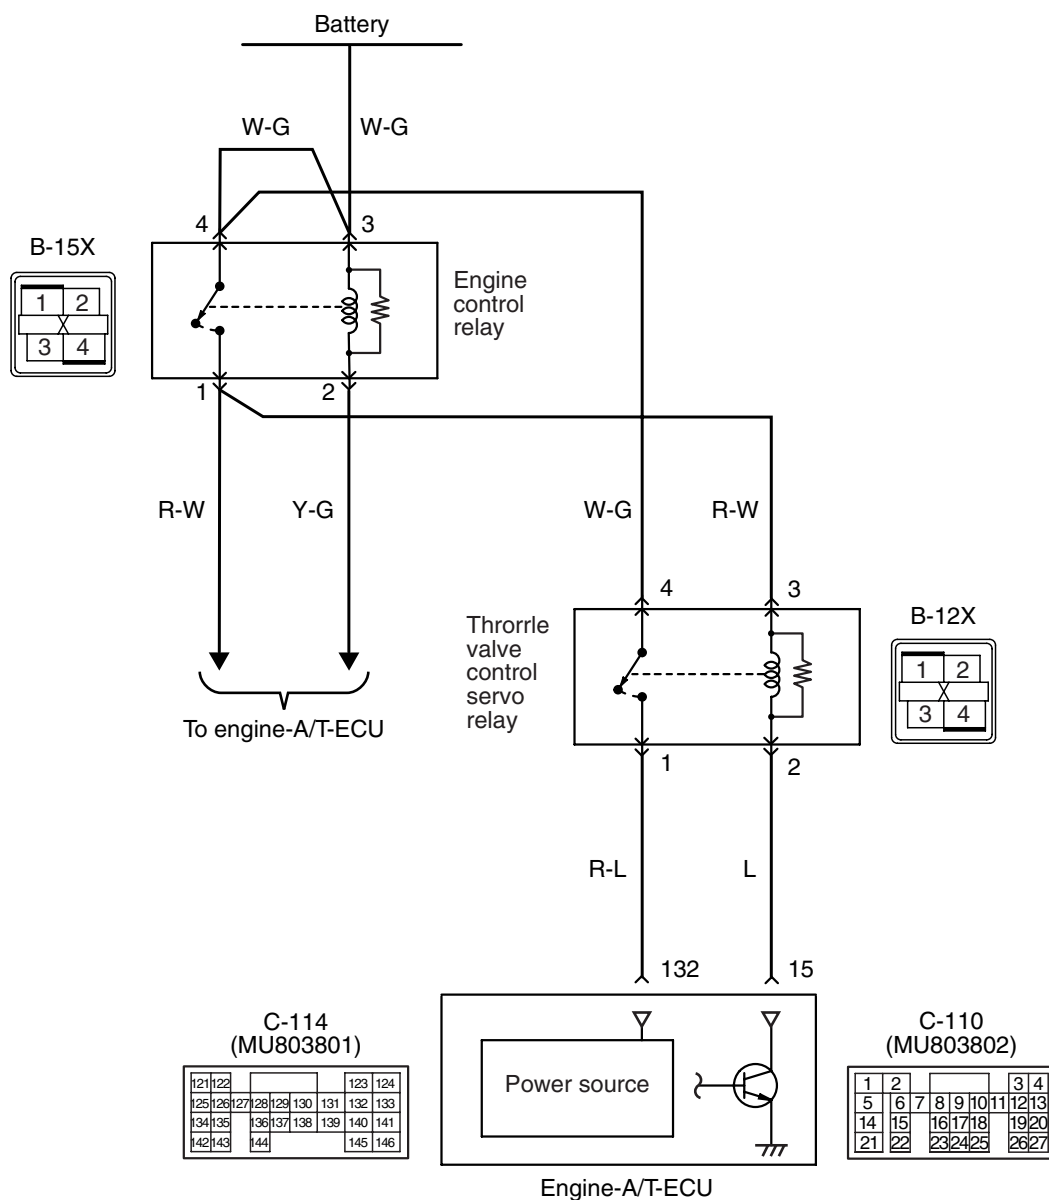 Battery
W-G
W-G
4
3
B-15X
1 2
3 4
Engine
control
relay
1
2
R-W
Y-G
W-G
R-W
To engine-A/T-ECU
4
3
Throrrle
valve
control
servo
relay
B-12X
1 2
3 4
1
2
R-L
L
132
15
C-114
(MU803801)
121 122 123 124
125 126 127 128 129 130 131 132 133
134 135 136 137 138 139 140 141
142 143 144 145 146
Power source
C-110
(MU803802)
1 2 3 4
5 6 7 8 9 10 11 12 13
14 15 16 17 18 19 20
21 22 23 24 25 26 27
Engine-A/T-ECU